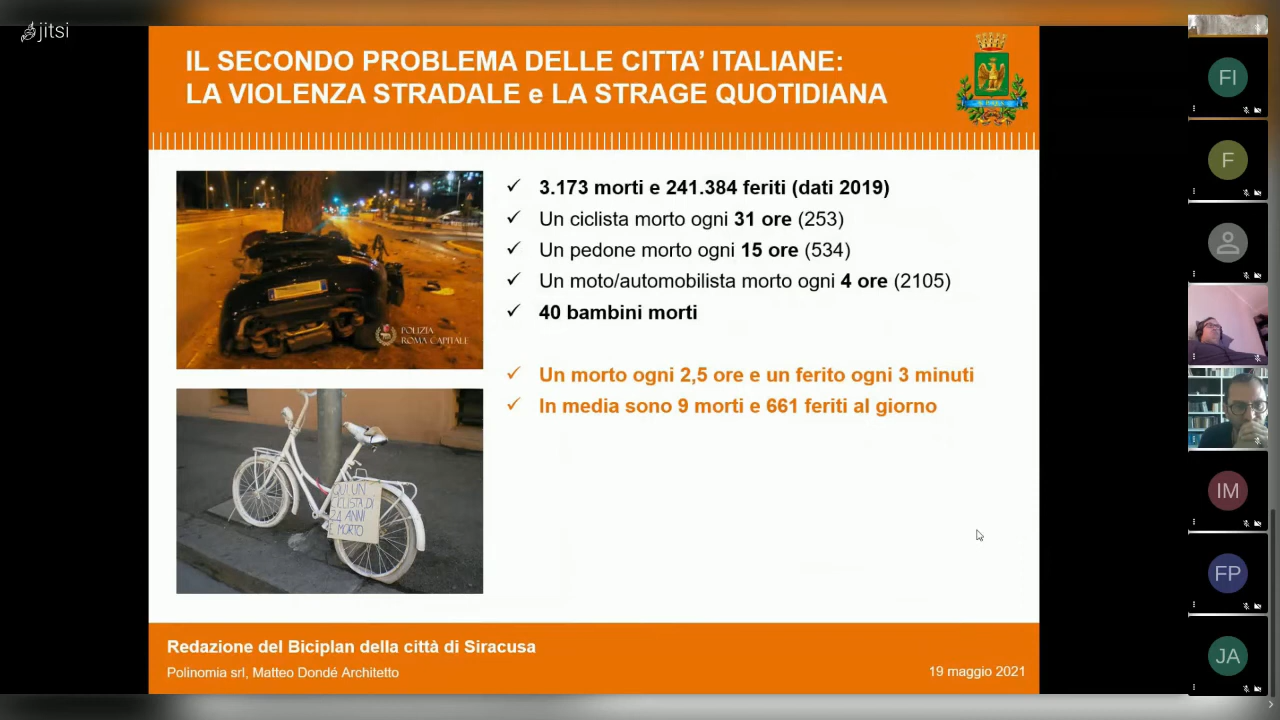 jitsi
IL SECONDO PROBLEMA DELLE CITTA' ITALIANE:
LA VIOLENZA STRADALE e LA STRAGE QUOTIDIANA
3.173 morti e 241.384 feriti (dati 2019)
Un ciclista morto ogni 31 ore (253)
Un pedone morto ogni 15 ore (534)
Un moto/automobilista morto ogni 4 ore (2105)
40 bambini morti
Un morto ogni 2,5 ore e un ferito ogni 3 minuti
In media sono 9 morti e 661 feriti al giorno
POLIZIA
ROMA CAPITALE
QUI UN
CICLISTA DI
24 ANNI
È MORTO
Redazione del Biciplan della città di Siracusa
Polinomia srl, Matteo Dondé Architetto
19 maggio 2021
FI
F
IM
FP
JA